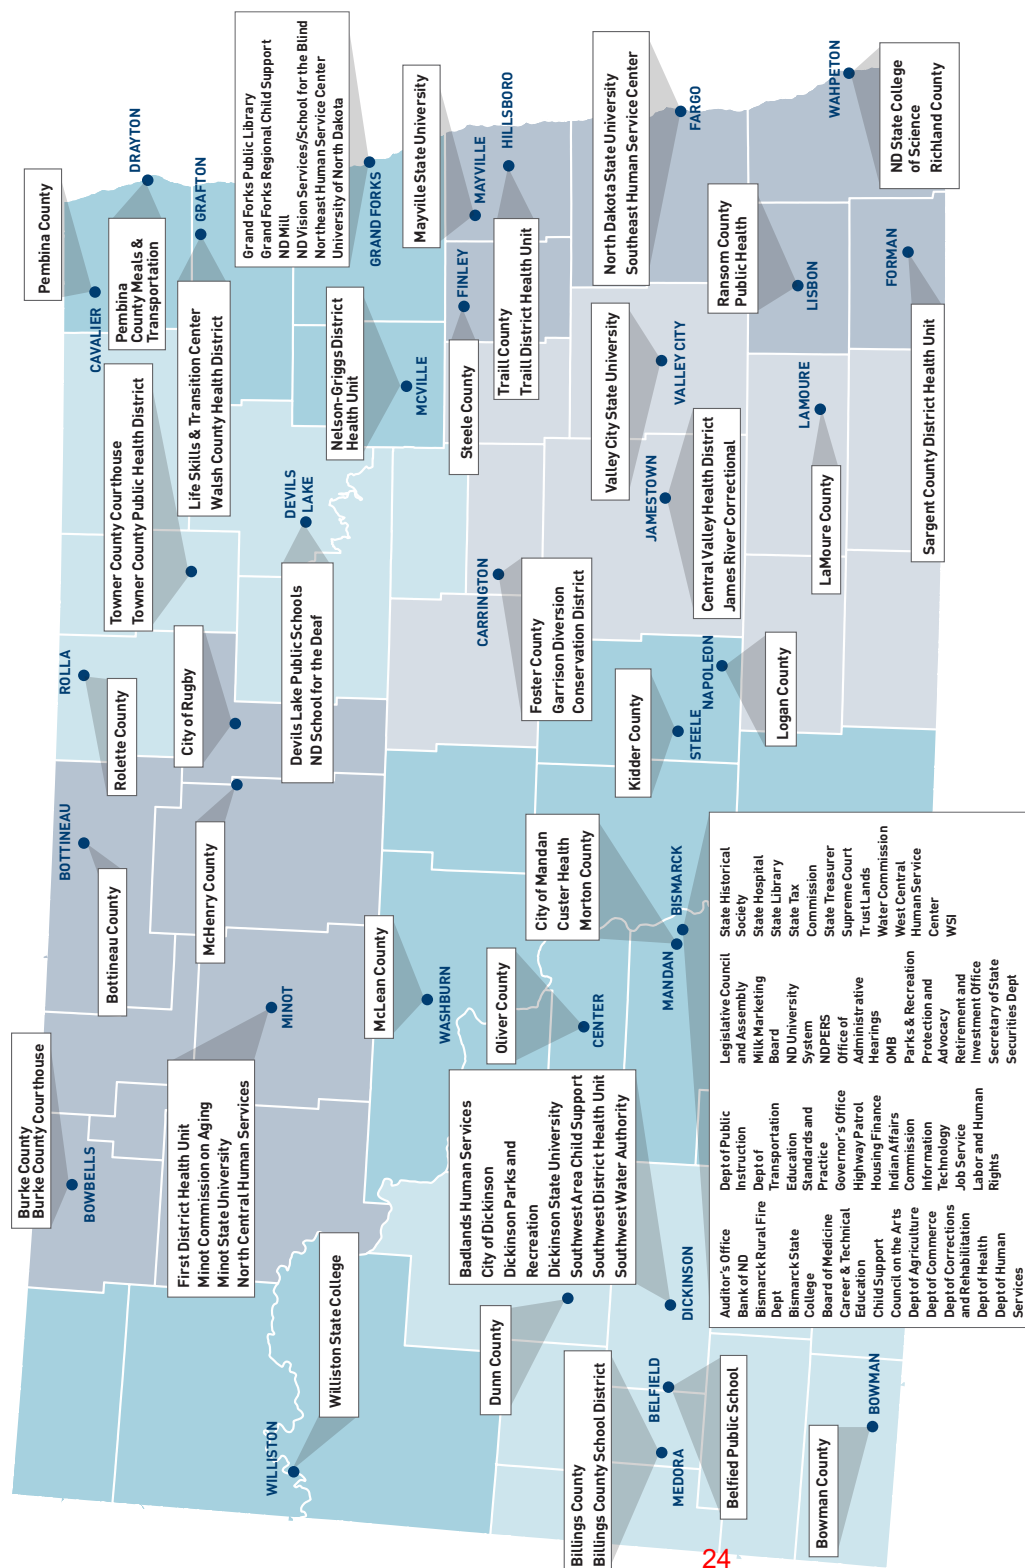 Burke County
Burke County Courthouse
BOWBELLS
Bottineau County
BOTTINEAU
Rolette County
ROLLA
Towner County Courthouse
Towner County Public Health District
Pembina County
CAVALIER
Pembina
County Meals &
Transportation
DRAYTON
Life Skills & Transition Center
Walsh County Health District
GRAFTON
City of Rugby
McHenry County
First District Health Unit
Minot Commission on Aging
Minot State University
North Central Human Services
MINOT
Williston State College
WILLISTON
Devils Lake Public Schools
ND School for the Deaf
DEVILS
LAKE
Grand Forks Public Library
Grand Forks Regional Child Support
ND Mill
ND Vision Services/School for the Blind
Northeast Human Service Center
University of North Dakota
GRAND FORKS
Nelson-Griggs District
Health Unit
MCVILLE
McLean County
WASHBURN
Steele County
FINLEY
Mayville State University
MAYVILLE
HILLSBORO
Traill County
Traill District Health Unit
CARRINGTON
Foster County
Garrison Diversion
Conservation District
Oliver County
CENTER
Dunn County
Badlands Human Services
City of Dickinson
Dickinson Parks and
Recreation
Dickinson State University
Southwest Area Child Support
Southwest District Health Unit
Southwest Water Authority
DICKINSON
Billings County
Billings County School District
MEDORA
BELFIELD
Belfied Public School
City of Mandan
Custer Health
Morton County
MANDAN
BISMARCK
Kidder County
STEELE
NAPOLEON
Logan County
Valley City State University
VALLEY CITY
JAMESTOWN
Central Valley Health District
James River Correctional
North Dakota State University
Southeast Human Service Center
FARGO
Ransom County
Public Health
LISBON
LAMOURE
LaMoure County
WAHPETON
ND State College
of Science
Richland County
FORMAN
Sargent County District Health Unit
Bowman County
BOWMAN
Auditor's Office
Bank of ND
Bismarck Rural Fire
Dept
Bismarck State
College
Board of Medicine
Career & Technical
Education
Child Support
Council on the Arts
Dept of Agriculture
Dept of Commerce
Dept of Corrections
and Rehabilitation
Dept of Health
Dept of Human
Services
Dept of Public
Instruction
Dept of
Transportation
Education
Standards and
Practice
Governor's Office
Highway Patrol
Housing Finance
Indian Affairs
Commission
Information
Technology
Job Service
Labor and Human
Rights
Legislative Council
and Assembly
Milk Marketing
Board
ND University
System
NDPERS
Office of
Administrative
Hearings
OMB
Parks & Recreation
Protection and
Advocacy
Retirement and
Investment Office
Secretary of State
Securities Dept
State Historical
Society
State Hospital
State Library
State Tax
Commission
State Treasurer
Supreme Court
Trust Lands
Water Commission
West Central
Human Service
Center
WSI
24